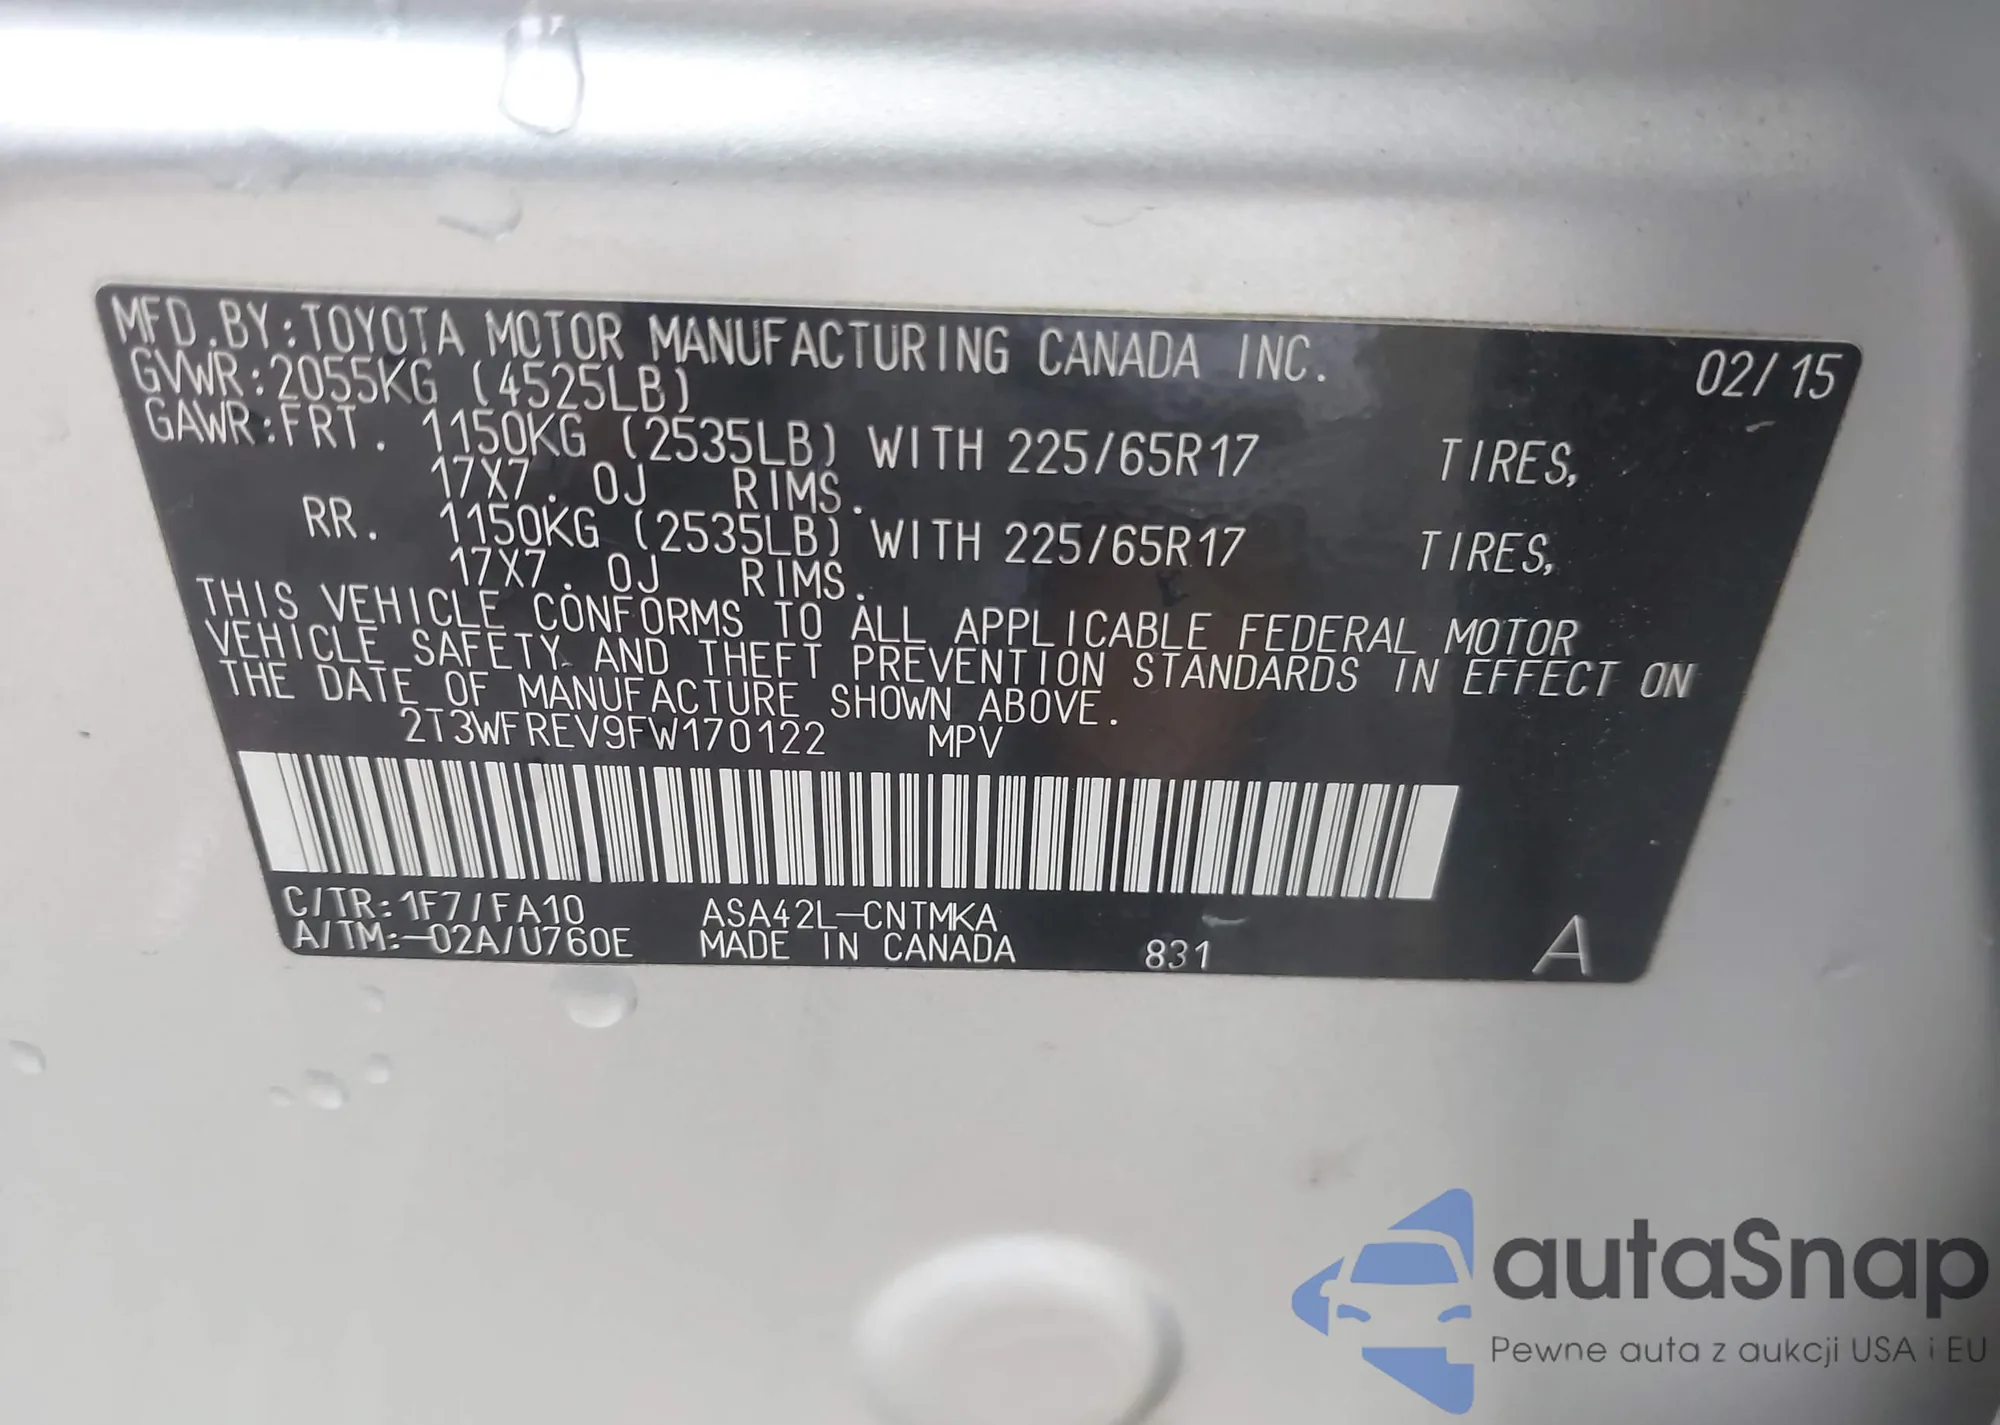 MFD.BY:TOYOTA MOTOR MANUFACTURING CANADA INC. 02/15
GVWR:2055KG (4525LB)
GAWR:FRT. 1150KG (2535LB) WITH 225/65R17 TIRES,
17X7.0J RIMS.
RR. 1150KG (2535LB) WITH 225/65R17 TIRES,
17X7.0J RIMS.
THIS VEHICLE CONFORMS TO ALL APPLICABLE FEDERAL MOTOR
VEHICLE SAFETY AND THEFT PREVENTION STANDARDS IN EFFECT ON
THE DATE OF MANUFACTURE SHOWN ABOVE.
2T3WFREV9FW170122 MPV
C/TR:1F7/FA10 ASA42L-CNTMKA
A/TM:-02A/U760E MADE IN CANADA 831 A
autaSnap
Pewne auta z aukcji USA i EU